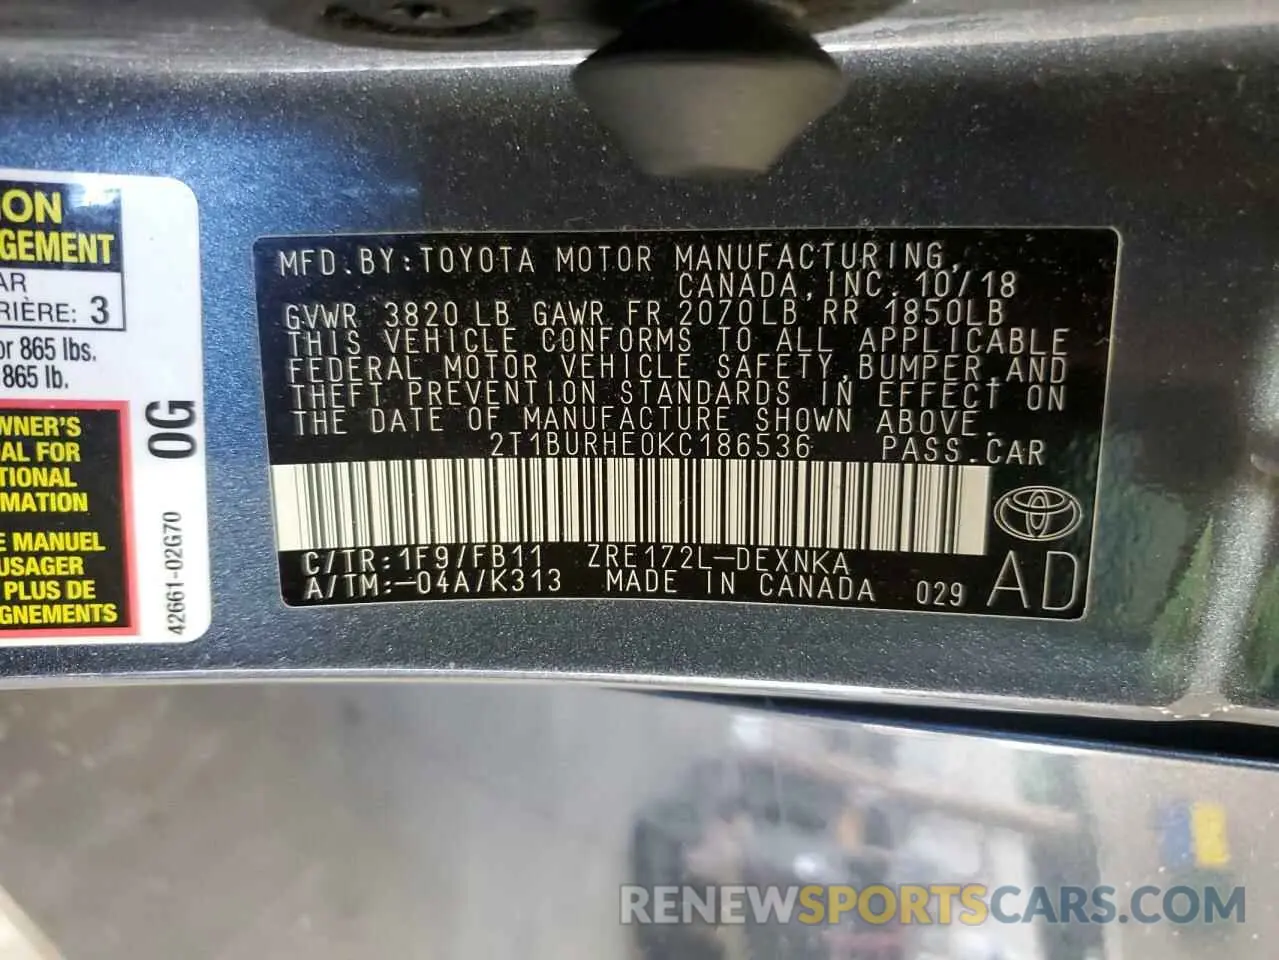 ION
GEMENT
AR
RIÈRE: 3
or 865 lbs.
865 lb.
WNER'S
AL FOR
TIONAL
MATION
E MANUEL
USAGER
PLUS DE
GNEMENTS
0G
42661-02G70
MFD.BY:TOYOTA MOTOR MANUFACTURING,
CANADA, INC. 10/18
GVWR 3820 LB GAWR FR 2070LB RR 1850LB
THIS VEHICLE CONFORMS TO ALL APPLICABLE
FEDERAL MOTOR VEHICLE SAFETY,BUMPER,AND
THEFT PREVENTION STANDARDS IN EFFECT ON
THE DATE OF MANUFACTURE SHOWN ABOVE.
2T1BURHE0KC186536 PASS.CAR
C/TR:1F9/FB11 ZRE172L-DEXNKA
A/TM:-04A/K313 MADE IN CANADA 029 AD
RENEWSPORTSCARS.COM